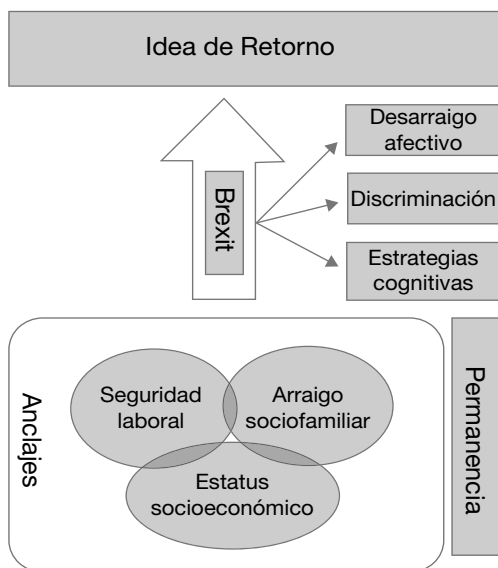 Idea de Retorno
Desarraigo
afectivo
Brexit
Discriminación
Estrategias
cognitivas
Anclajes
Seguridad
laboral
Arraigo
sociofamiliar
Estatus
socioeconómico
Permanencia